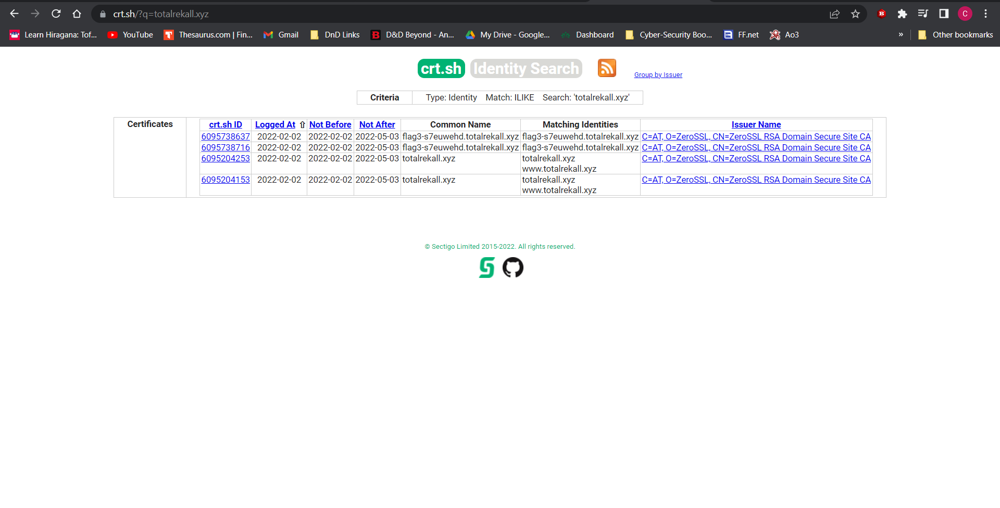 crt.sh/?q=totalrekall.xyz
C
Learn Hiragana: Tof... YouTube Thesaurus.com | Fin... Gmail DnD Links D&D Beyond - An... My Drive - Google... Dashboard Cyber-Security Boo... FF.net Ao3 » Other bookmarks
crt.sh Identity Search Group by Issuer
Criteria Type: Identity Match: ILIKE Search: 'totalrekall.xyz'
Certificates crt.sh ID Logged At ⇧ Not Before Not After Common Name Matching Identities Issuer Name
6095738637 2022-02-02 2022-02-02 2022-05-03 flag3-s7euwehd.totalrekall.xyz flag3-s7euwehd.totalrekall.xyz C=AT, O=ZeroSSL, CN=ZeroSSL RSA Domain Secure Site CA
6095738716 2022-02-02 2022-02-02 2022-05-03 flag3-s7euwehd.totalrekall.xyz flag3-s7euwehd.totalrekall.xyz C=AT, O=ZeroSSL, CN=ZeroSSL RSA Domain Secure Site CA
6095204253 2022-02-02 2022-02-02 2022-05-03 totalrekall.xyz totalrekall.xyz C=AT, O=ZeroSSL, CN=ZeroSSL RSA Domain Secure Site CA
www.totalrekall.xyz
6095204153 2022-02-02 2022-02-02 2022-05-03 totalrekall.xyz totalrekall.xyz C=AT, O=ZeroSSL, CN=ZeroSSL RSA Domain Secure Site CA
www.totalrekall.xyz
© Sectigo Limited 2015-2022. All rights reserved.